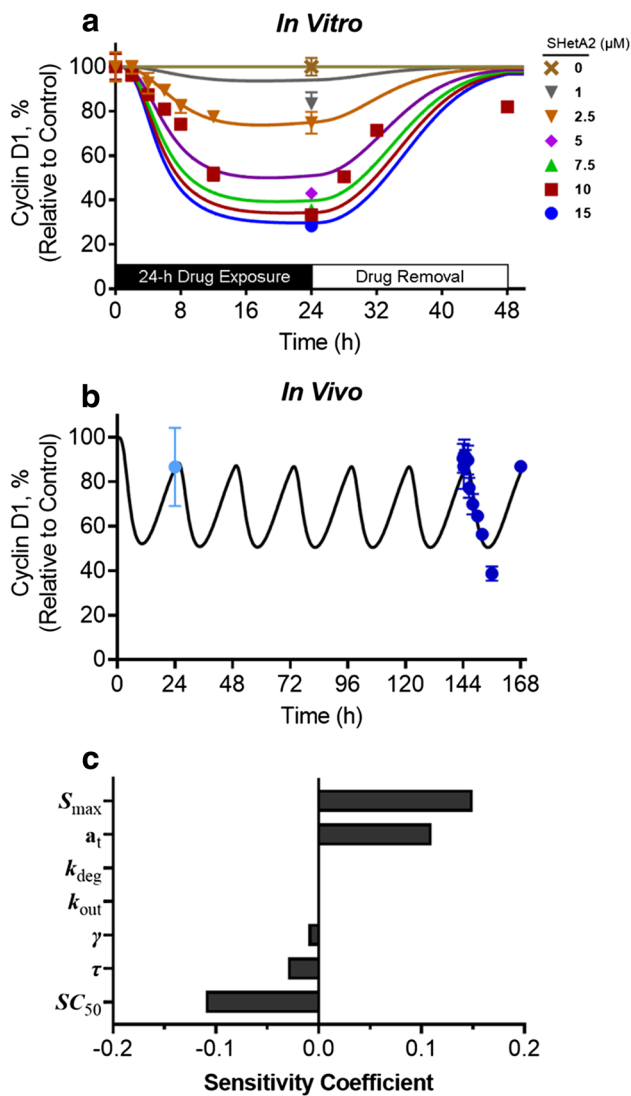 a
In Vitro
SHetA2 (µM)
0
1
2.5
5
7.5
10
15
Cyclin D1, %
(Relative to Control)
100
80
60
40
20
0
24-h Drug Exposure
Drug Removal
0 8 16 24 32 40 48
Time (h)
b
In Vivo
Cyclin D1, %
(Relative to Control)
100
80
60
40
20
0
0 24 48 72 96 120 144 168
Time (h)
c
Smax
at
kdeg
kout
γ
τ
SC50
-0.2 -0.1 0.0 0.1 0.2
Sensitivity Coefficient